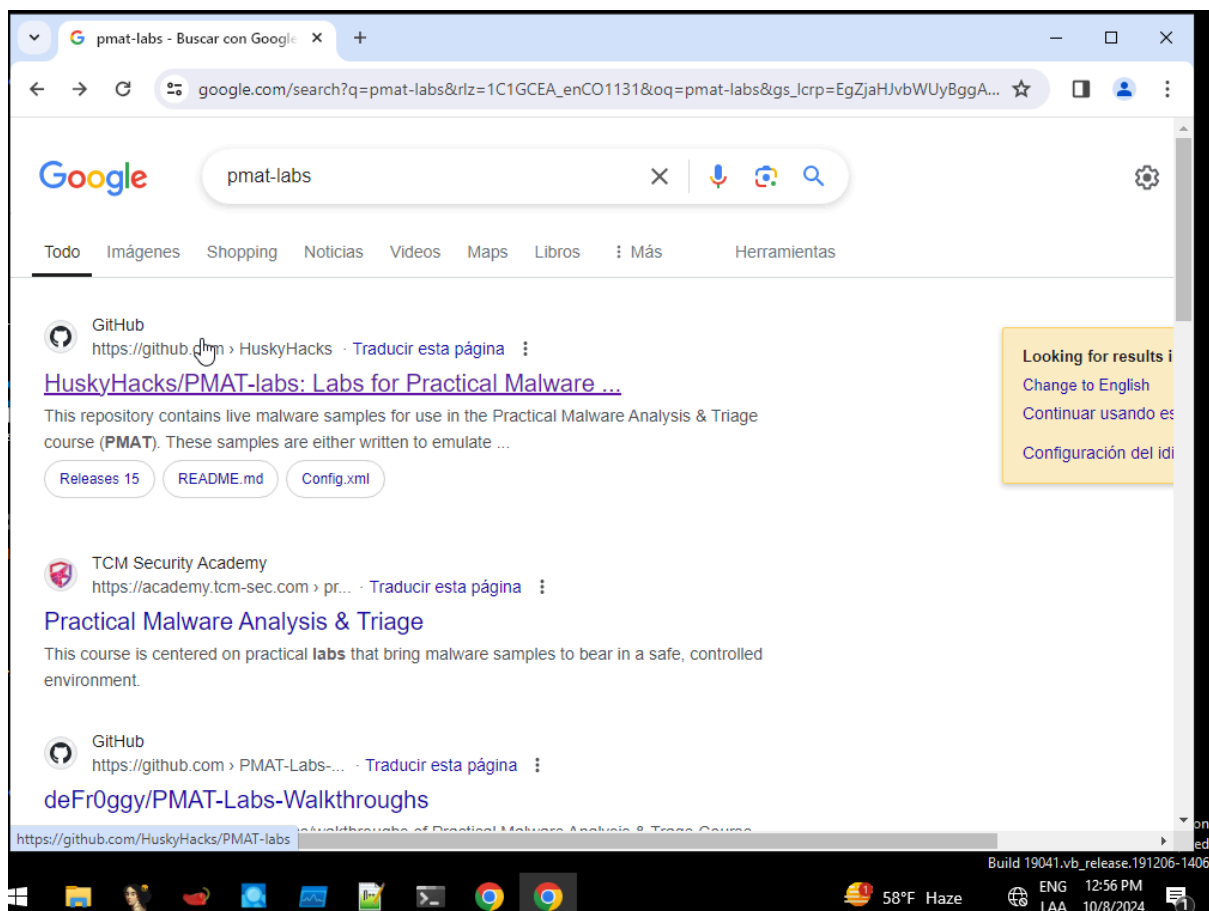 pmat-labs - Buscar con Google
google.com/search?q=pmat-labs&rlz=1C1GCEA_enCO1131&oq=pmat-labs&gs_lcrp=EgZjaHJvbWUyBggA...
Google
pmat-labs
Todo Imágenes Shopping Noticias Videos Maps Libros Más Herramientas
GitHub
https://github.com › HuskyHacks · Traducir esta página
HuskyHacks/PMAT-labs: Labs for Practical Malware ...
This repository contains live malware samples for use in the Practical Malware Analysis & Triage
course (PMAT). These samples are either written to emulate ...
Releases 15 README.md Config.xml
Looking for results i
Change to English
Continuar usando es
Configuración del idi
TCM Security Academy
https://academy.tcm-sec.com › pr... · Traducir esta página
Practical Malware Analysis & Triage
This course is centered on practical labs that bring malware samples to bear in a safe, controlled
environment.
GitHub
https://github.com › PMAT-Labs-... · Traducir esta página
deFr0ggy/PMAT-Labs-Walkthroughs
https://github.com/HuskyHacks/PMAT-labs
Build 19041.vb_release.191206-1406
58°F Haze
ENG 12:56 PM
LAA 10/8/2024